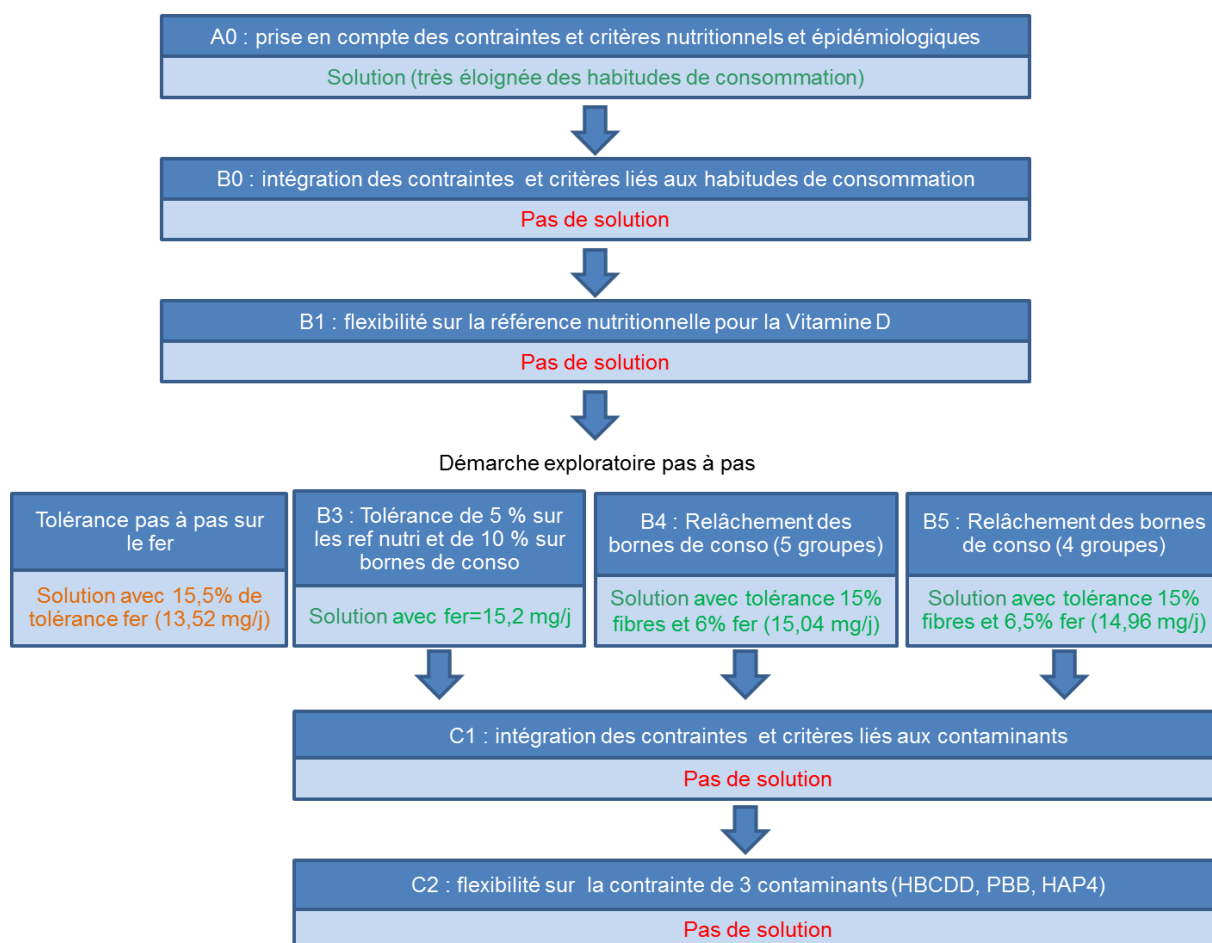 A0 : prise en compte des contraintes et critères nutritionnels et épidémiologiques
Solution (très éloignée des habitudes de consommation)
B0 : intégration des contraintes et critères liés aux habitudes de consommation
Pas de solution
B1 : flexibilité sur la référence nutritionnelle pour la Vitamine D
Pas de solution
Démarche exploratoire pas à pas
Tolérance pas à pas sur
le fer
Solution avec 15,5% de
tolérance fer (13,52 mg/j)
B3 : Tolérance de 5 % sur
les ref nutri et de 10 % sur
bornes de conso
Solution avec fer=15,2 mg/j
B4 : Relâchement des
bornes de conso (5 groupes)
Solution avec tolérance 15%
fibres et 6% fer (15,04 mg/j)
B5 : Relâchement des bornes
de conso (4 groupes)
Solution avec tolérance 15%
fibres et 6,5% fer (14,96 mg/j)
C1 : intégration des contraintes et critères liés aux contaminants
Pas de solution
C2 : flexibilité sur la contrainte de 3 contaminants (HBCDD, PBB, HAP4)
Pas de solution